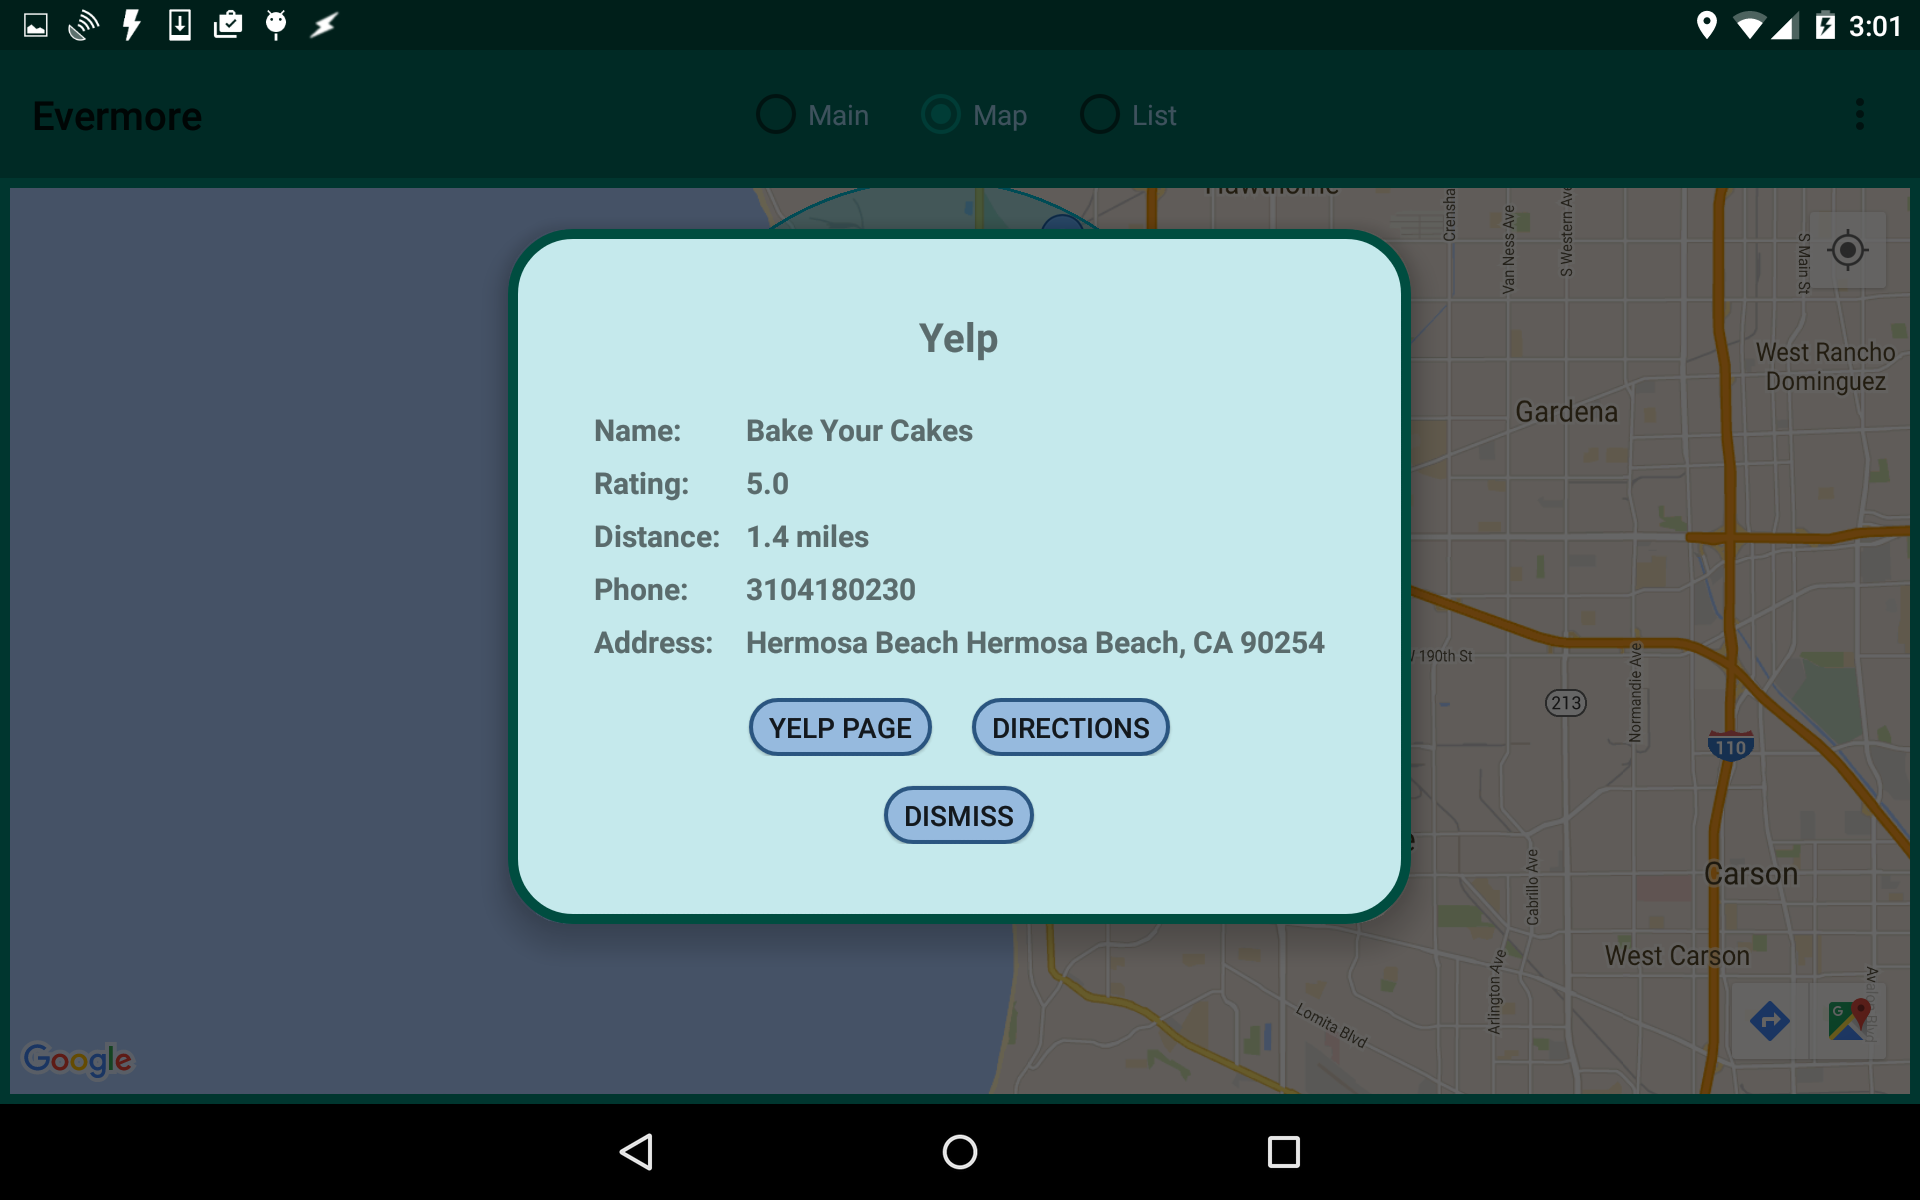 3:01
Evermore
Main
Map
List
Crensha
Van Ness Ave
S Western Ave
S Main St
West Rancho
Dominguez
Gardena
Yelp
Name: Bake Your Cakes
Rating: 5.0
Distance: 1.4 miles
Phone: 3104180230
Address: Hermosa Beach Hermosa Beach, CA 90254
YELP PAGE
DIRECTIONS
DISMISS
190th St
Normandie Ave
213
110
Cabrillo Ave
Carson
West Carson
Arlington Ave
Lomita Blvd
Google